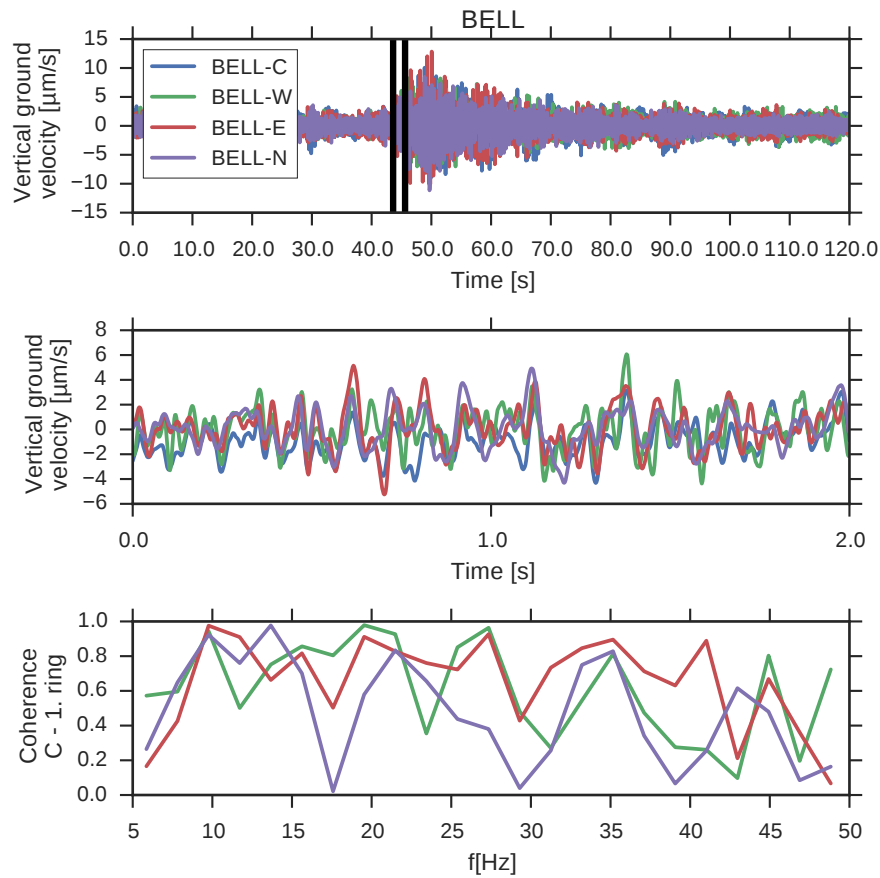 BELL
Vertical ground
velocity [µm/s]
15
10
5
0
−5
−10
−15
BELL-C
BELL-W
BELL-E
BELL-N
0.0 10.0 20.0 30.0 40.0 50.0 60.0 70.0 80.0 90.0 100.0 110.0 120.0
Time [s]
Vertical ground
velocity [µm/s]
8
6
4
2
0
−2
−4
−6
0.0 1.0 2.0
Time [s]
Coherence
C - 1. ring
1.0
0.8
0.6
0.4
0.2
0.0
5 10 15 20 25 30 35 40 45 50
f[Hz]